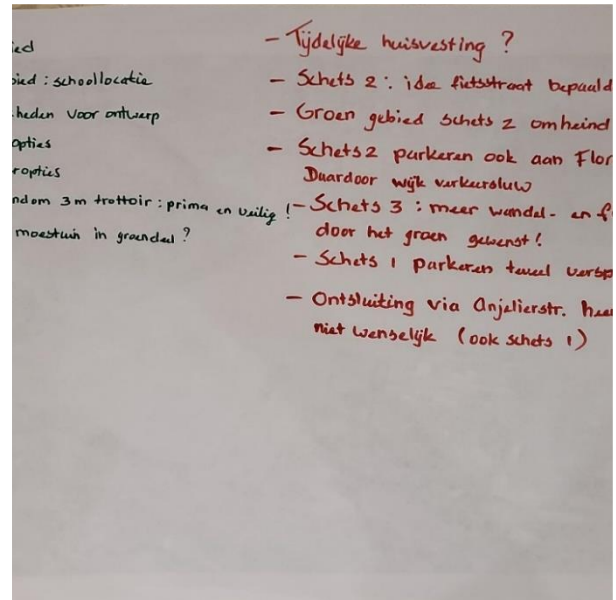 ied
bied : schoollocatie
heden voor ontwerp
opties
ropties
ndom 3 m trottoir : prima en veilig !
moestuin in groendeel ?
- Tijdelijke huisvesting ?
- Schets 2 : idee fietsstraat bepaald
- Groen gebied schets 2 omheind
- Schets 2 parkeren ook aan Flor
Daardoor wijk verkeersluw
- Schets 3 : meer wandel- en f
door het groen gewenst !
- Schets 1 parkeren teveel versp
- Ontsluiting via Anjelierstr. hee
niet wenselijk (ook schets 1)